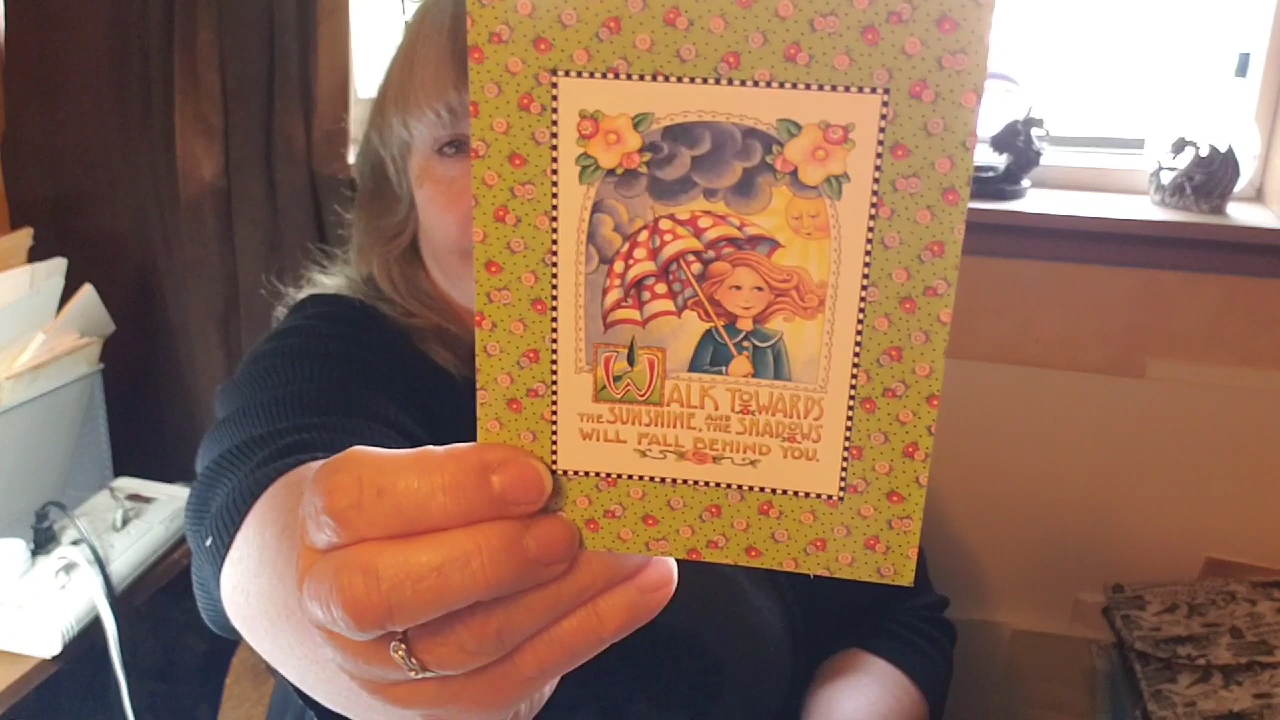 WALK TOWARDS
THE SUNSHINE, AND THE SHADOWS
WILL FALL BEHIND YOU.